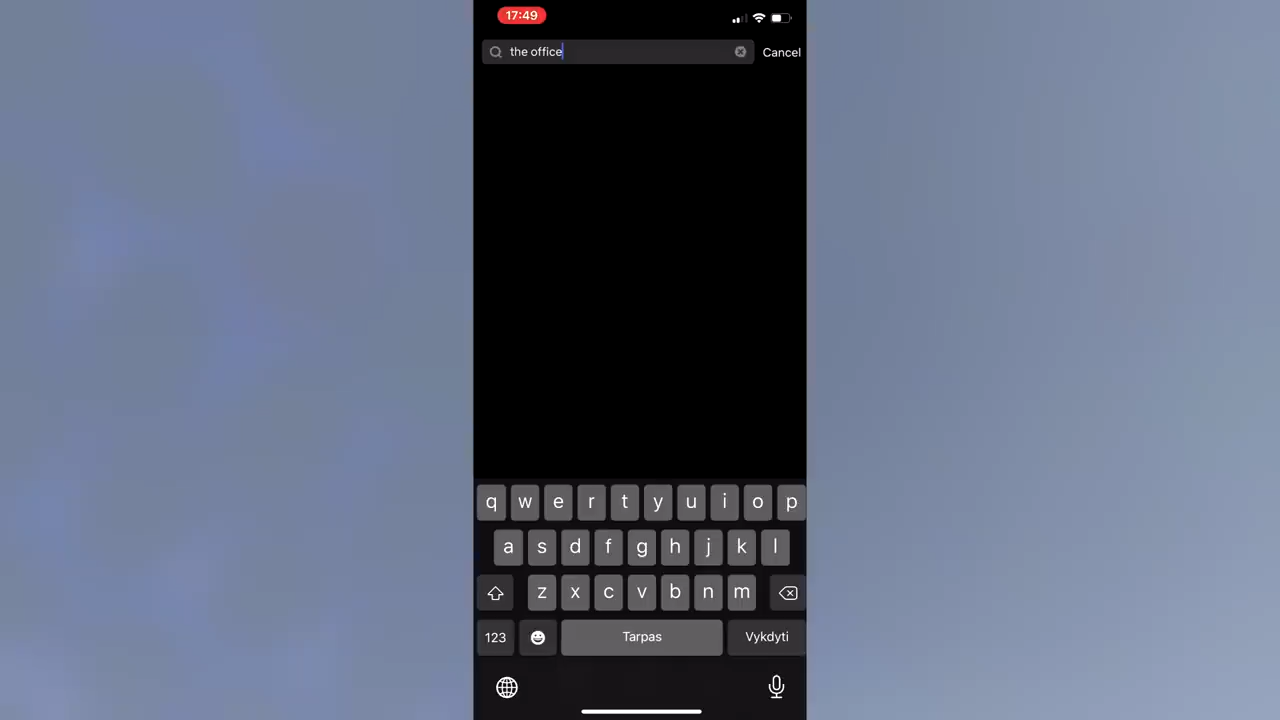 17:49
the office
Cancel
q w e r t y u i o p
a s d f g h j k l
z x c v b n m
123 Tarpas Vykdyti